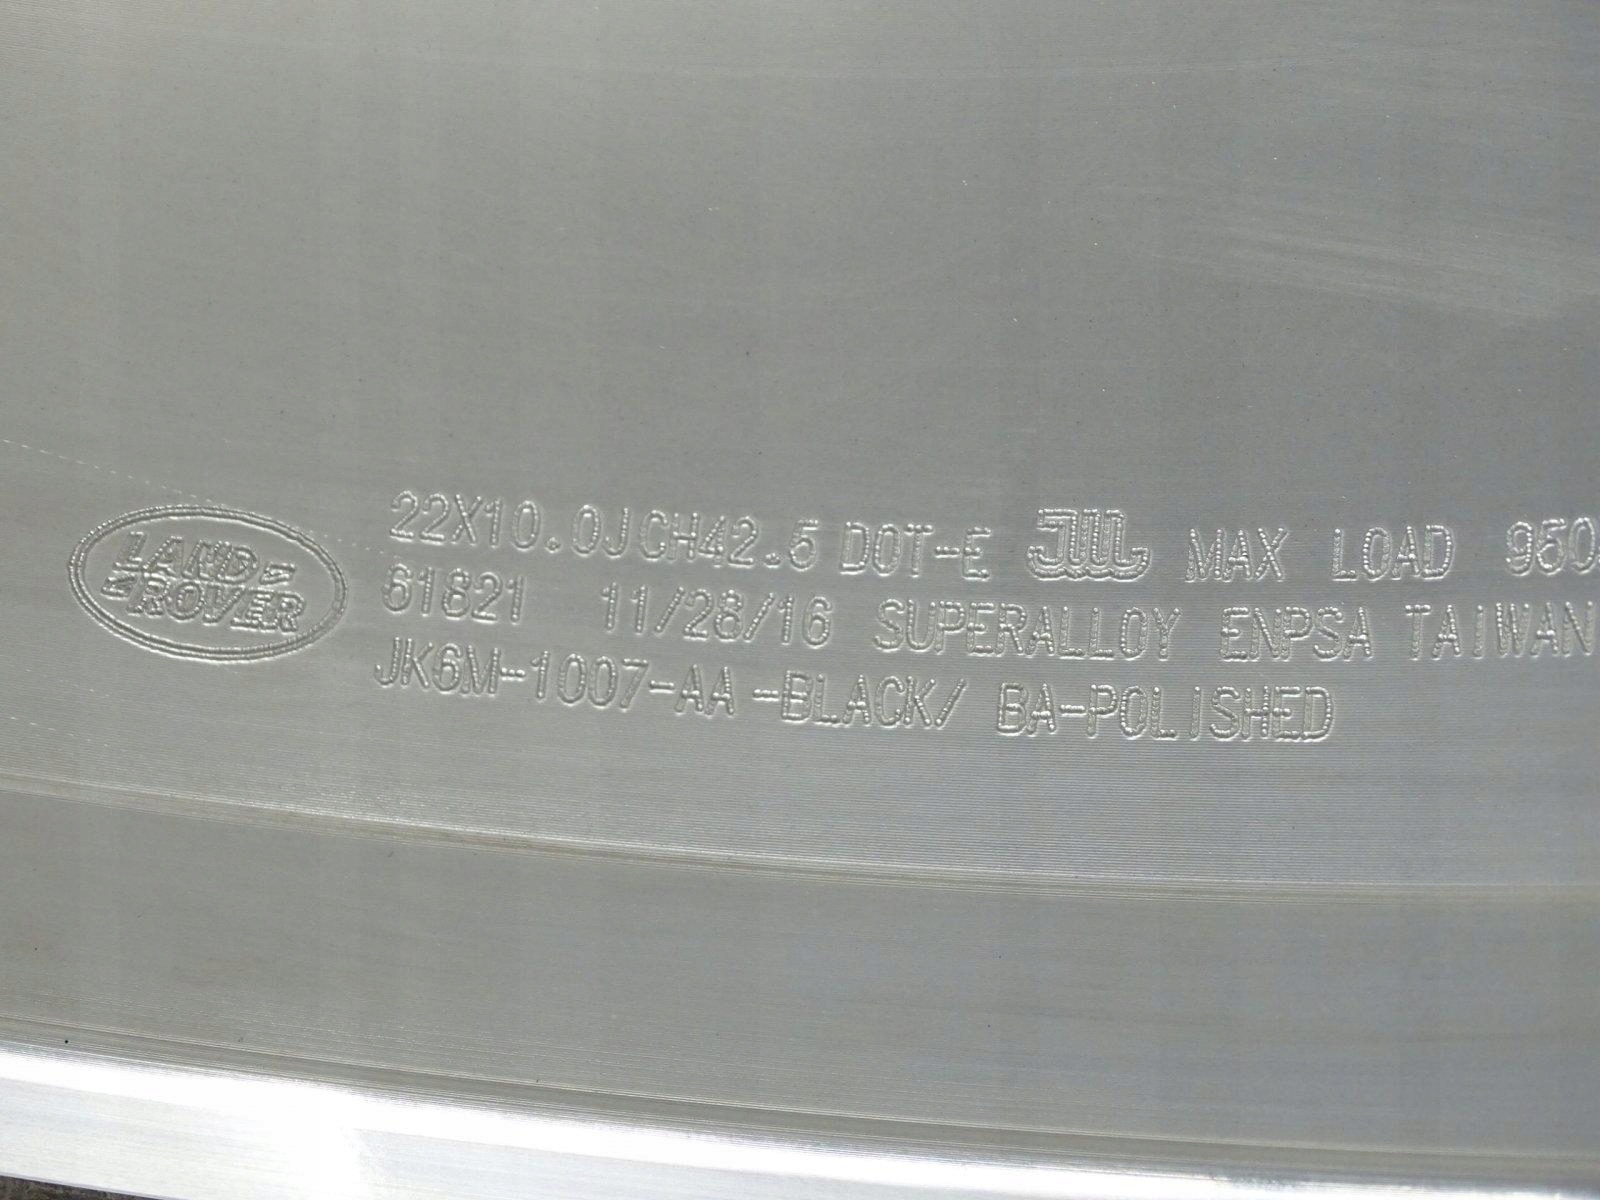 LAND
ROVER
22X10.0JCH42.5 DOT-E JWL MAX LOAD 950
61821 11/28/16 SUPERALLOY ENPSA TAIWAN
JK6M-1007-AA-BLACK/ BA-POLISHED